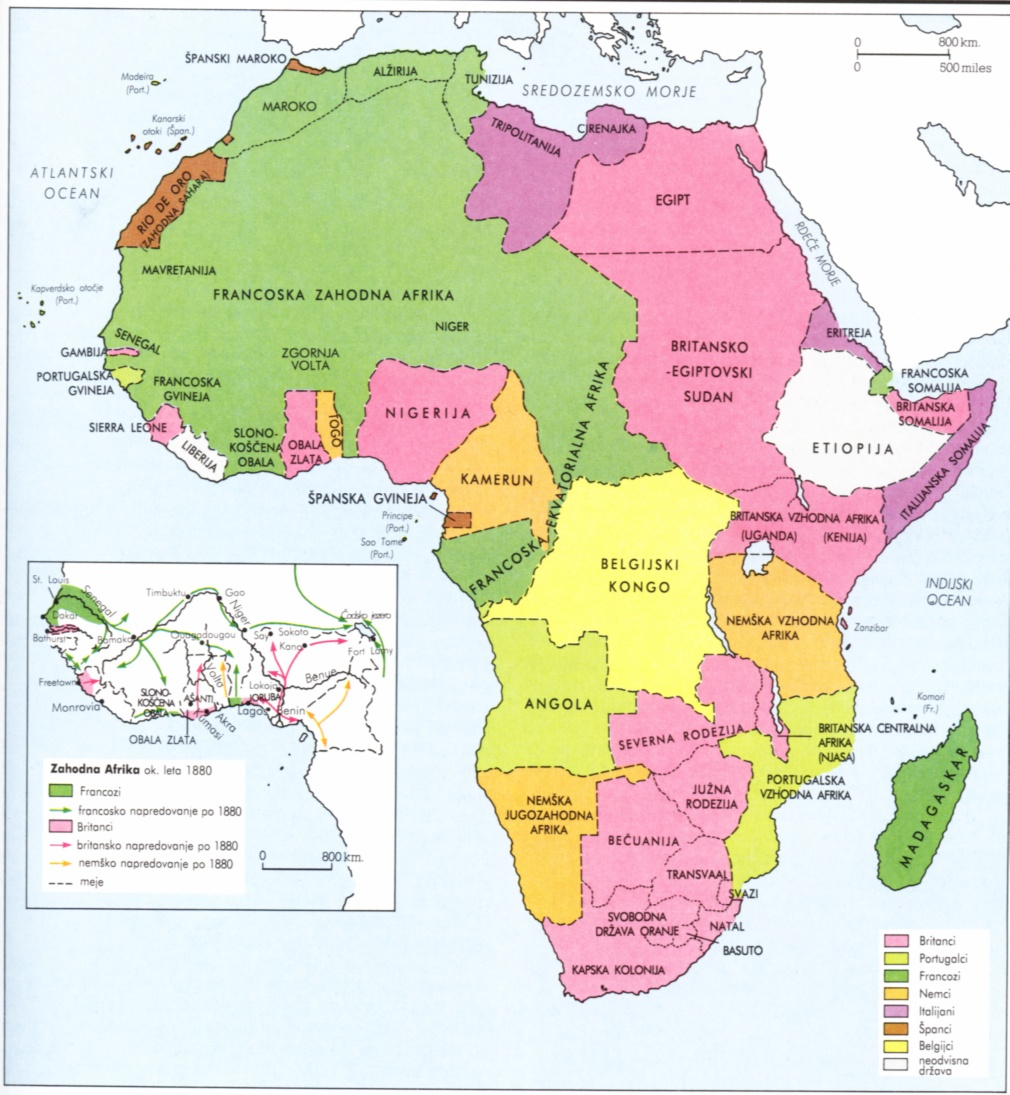 ŠPANSKI MAROKO
ALŽIRIJA
TUNIZIJA
0 800 km.
0 500 miles
Madeira
(Port.)
MAROKO
SREDOZEMSKO MORJE
Kanarski
otoki (Špan.)
TRIPOLITANIJA
CIRENAJKA
ATLANTSKI
OCEAN
RIO DE ORO
(ZAHODNA SAHARA)
EGIPT
RDEČE MORJE
MAVRETANIJA
FRANCOSKA ZAHODNA AFRIKA
Kapverdsko otočje
(Port.)
NIGER
SENEGAL
GAMBIJA
ZGORNJA
VOLTA
BRITANSKO
-EGIPTOVSKI
SUDAN
ERITREJA
PORTUGALSKA
GVINEJA
FRANCOSKA
GVINEJA
FRANCOSKA
SOMALIJA
BRITANSKA
SOMALIJA
SIERRA LEONE
LIBERIJA
SLONO-
KOŠČENA
OBALA
OBALA
ZLATA
TOGO
NIGERIJA
ETIOPIJA
ITALIJANSKA SOMALIJA
KAMERUN
FRANCOSK EKVATORIALNA AFRIKA
ŠPANSKA GVINEJA
Principe
(Port.)
Sao Tome
(Port.)
BRITANSKA VZHODNA AFRIKA
(UGANDA) (KENIJA)
BELGIJSKI
KONGO
INDIJSKI
OCEAN
NEMŠKA VZHODNA
AFRIKA
Zanzibar
ANGOLA
Komori
(Fr.)
SEVERNA RODEZIJA
BRITANSKA CENTRALNA
AFRIKA
(NJASA)
PORTUGALSKA
VZHODNA AFRIKA
MADAGASKAR
NEMŠKA
JUGOZAHODNA
AFRIKA
JUŽNA
RODEZIJA
BEČUANIJA
TRANSVAAL
SVAZI
SVOBODNA
DRŽAVA ORANJE
NATAL
BASUTO
KAPSKA KOLONIJA
St. Louis
Senegal
Dakar
Bathurst
Timbuktu
Gao
Niger
Čadsko jezero
Bamako
Ouagadougou
Say
Sokoto
Kano
Fort Lamy
Freetown
Monrovia
SLONO-
KOŠČENA
OBALA
Volta
AŠANTI
Kumasi
Akra
Lagos
Lokoja
JORUBA
Benin
Benue
OBALA ZLATA
Zahodna Afrika ok. leta 1880
Francozi
francosko napredovanje po 1880
Britanci
britansko napredovanje po 1880
nemško napredovanje po 1880
meje
0 800 km.
Britanci
Portugalci
Francozi
Nemci
Italijani
Španci
Belgijci
neodvisna
država